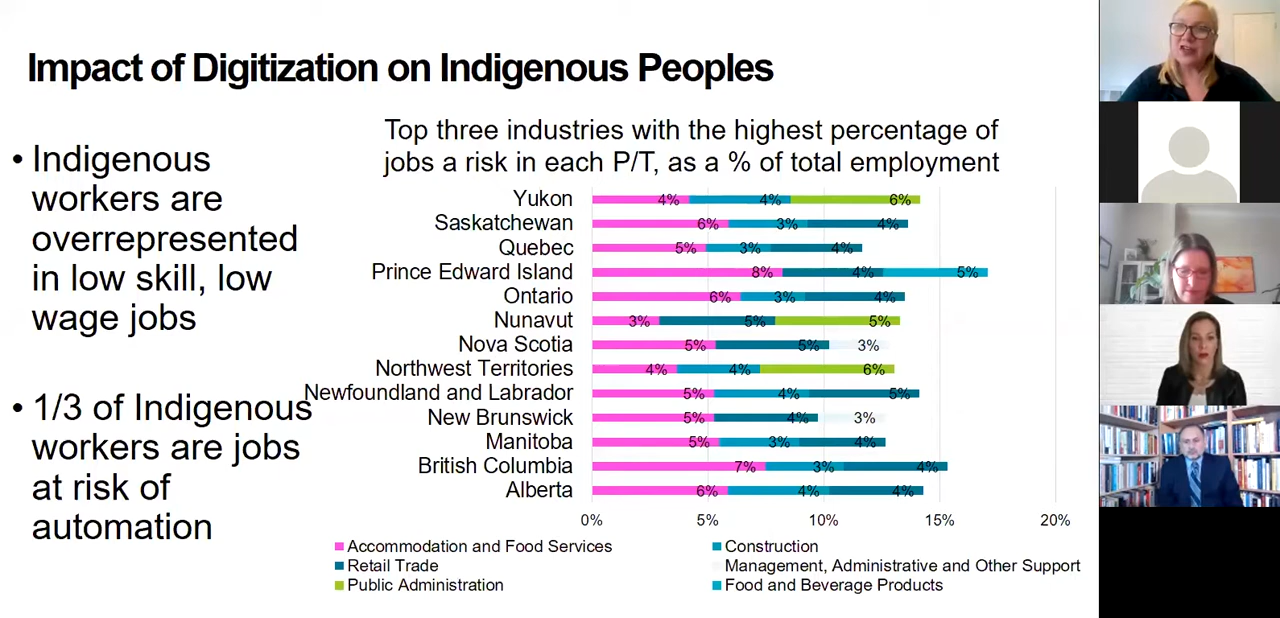 Impact of Digitization on Indigenous Peoples
• Indigenous
workers are
overrepresented
in low skill, low
wage jobs
• 1/3 of Indigenous
workers are jobs
at risk of
automation
Top three industries with the highest percentage of
jobs a risk in each P/T, as a % of total employment
Yukon 4% 4% 6%
Saskatchewan 6% 3% 4%
Quebec 5% 3% 4%
Prince Edward Island 8% 4% 5%
Ontario 6% 3% 4%
Nunavut 3% 5% 5%
Nova Scotia 5% 5% 3%
Northwest Territories 4% 4% 6%
Newfoundland and Labrador 5% 4% 5%
New Brunswick 5% 4% 3%
Manitoba 5% 3% 4%
British Columbia 7% 3% 4%
Alberta 6% 4% 4%
0% 5% 10% 15% 20%
Accommodation and Food Services Construction
Retail Trade Management, Administrative and Other Support
Public Administration Food and Beverage Products